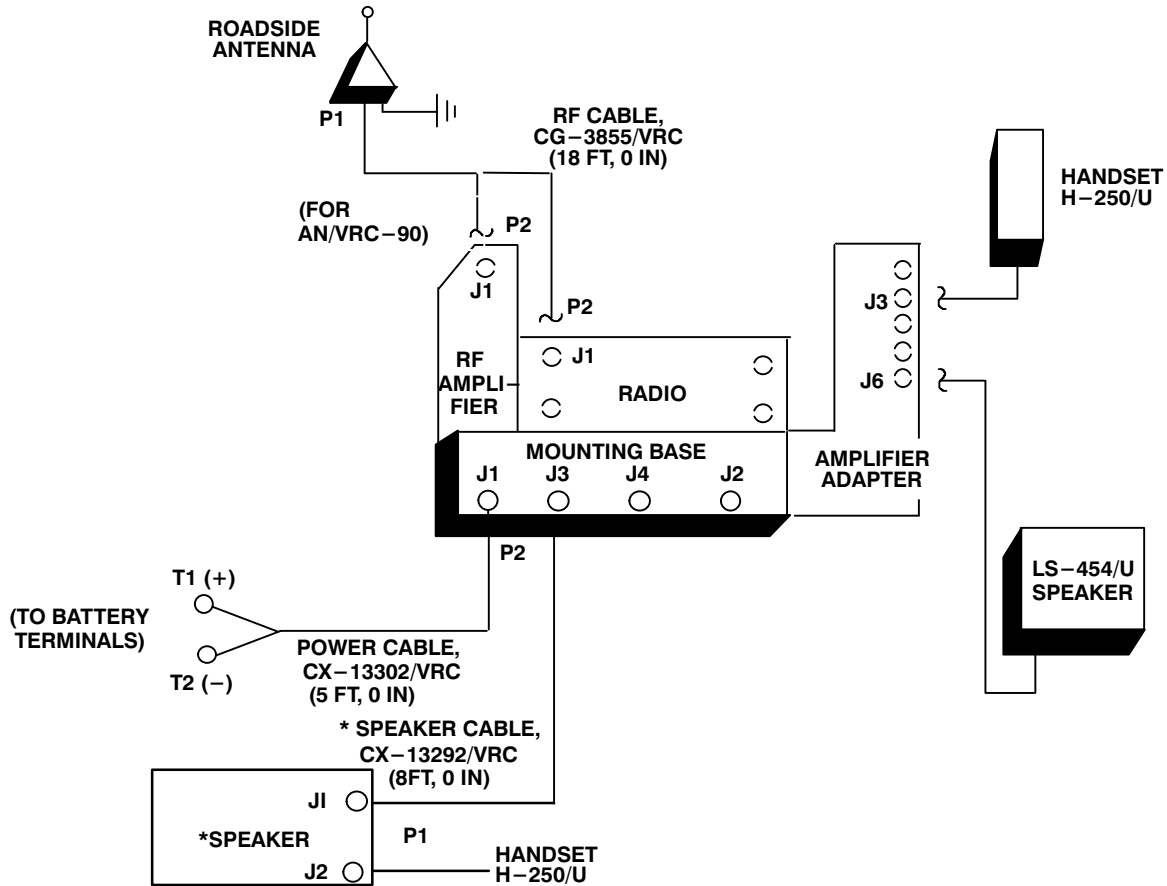 ROADSIDE
ANTENNA
P1
RF CABLE,
CG−3855/VRC
(18 FT, 0 IN)
HANDSET
H−250/U
(FOR
AN/VRC−90)
P2
J1
P2
J3
J1
RF
AMPLI−
FIER
RADIO
J6
MOUNTING BASE
J1
J3
J4
J2
AMPLIFIER
ADAPTER
P2
LS−454/U
SPEAKER
T1 (+)
(TO BATTERY
TERMINALS)
T2 (−)
POWER CABLE,
CX−13302/VRC
(5 FT, 0 IN)
* SPEAKER CABLE,
CX−13292/VRC
(8FT, 0 IN)
JI
*SPEAKER
P1
J2
HANDSET
H−250/U